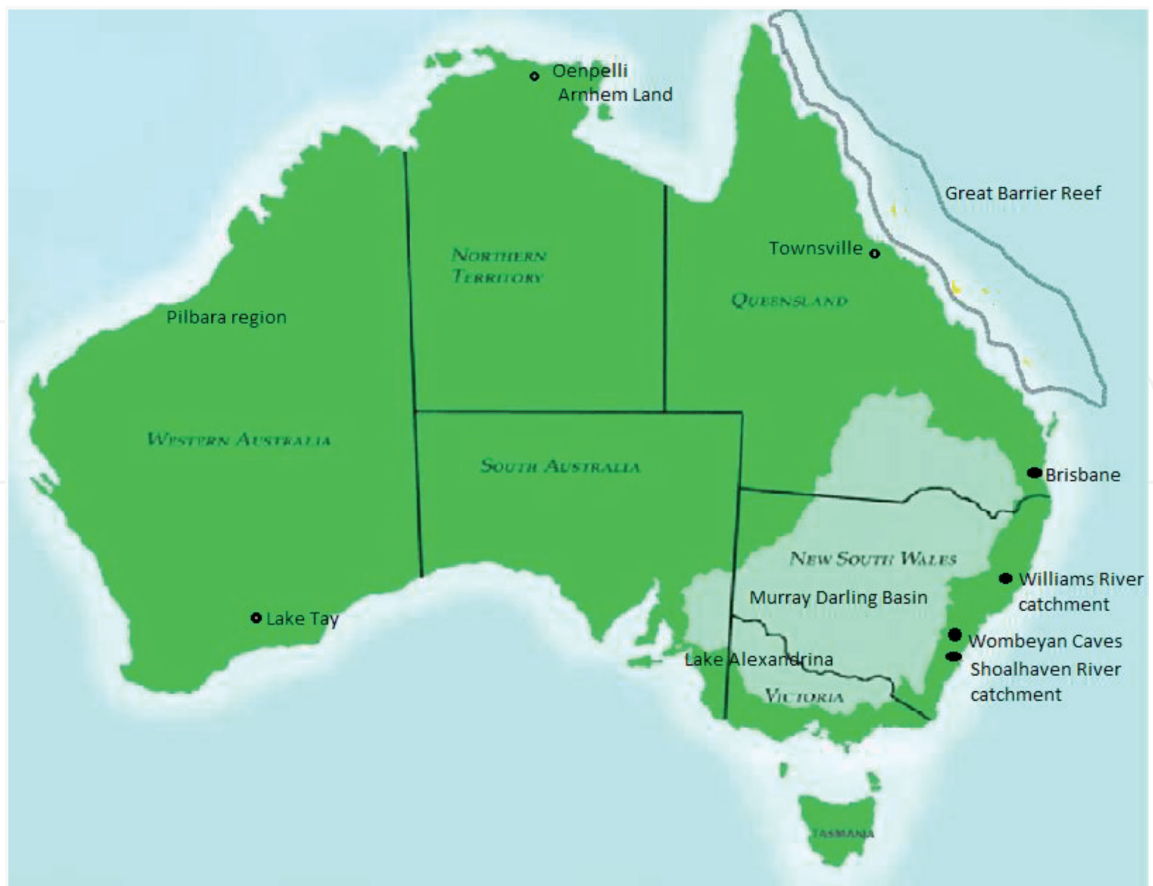 Oenpelli
Arnhem Land
Great Barrier Reef
Townsville
NORTHERN
TERRITORY
QUEENSLAND
Pilbara region
WESTERN AUSTRALIA
SOUTH AUSTRALIA
Brisbane
NEW SOUTH WALES
Williams River
catchment
Murray Darling Basin
Lake Tay
Wombeyan Caves
Lake Alexandrina
Shoalhaven River
catchment
VICTORIA
TASMANIA